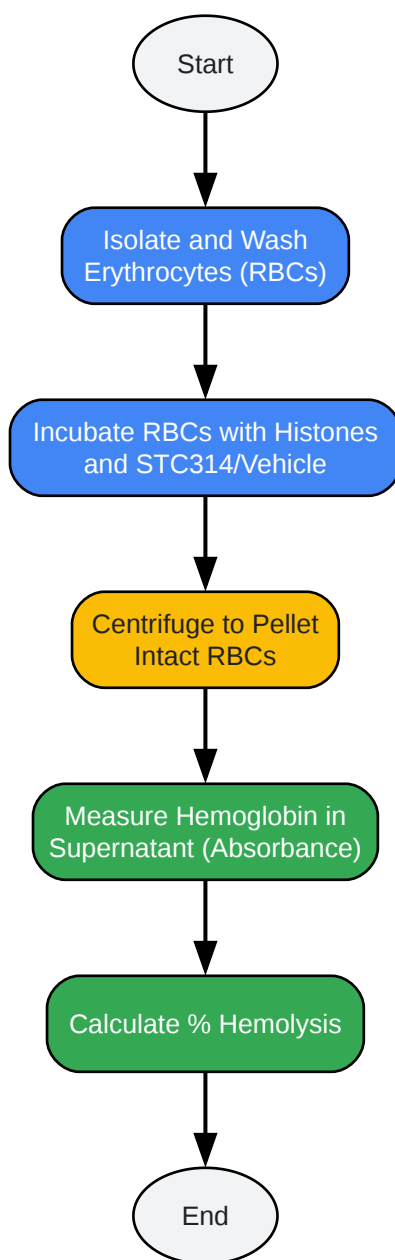 Start
Isolate and Wash
Erythrocytes (RBCs)
Incubate RBCs with Histones
and STC314/Vehicle
Centrifuge to Pellet
Intact RBCs
Measure Hemoglobin in
Supernatant (Absorbance)
Calculate % Hemolysis
End